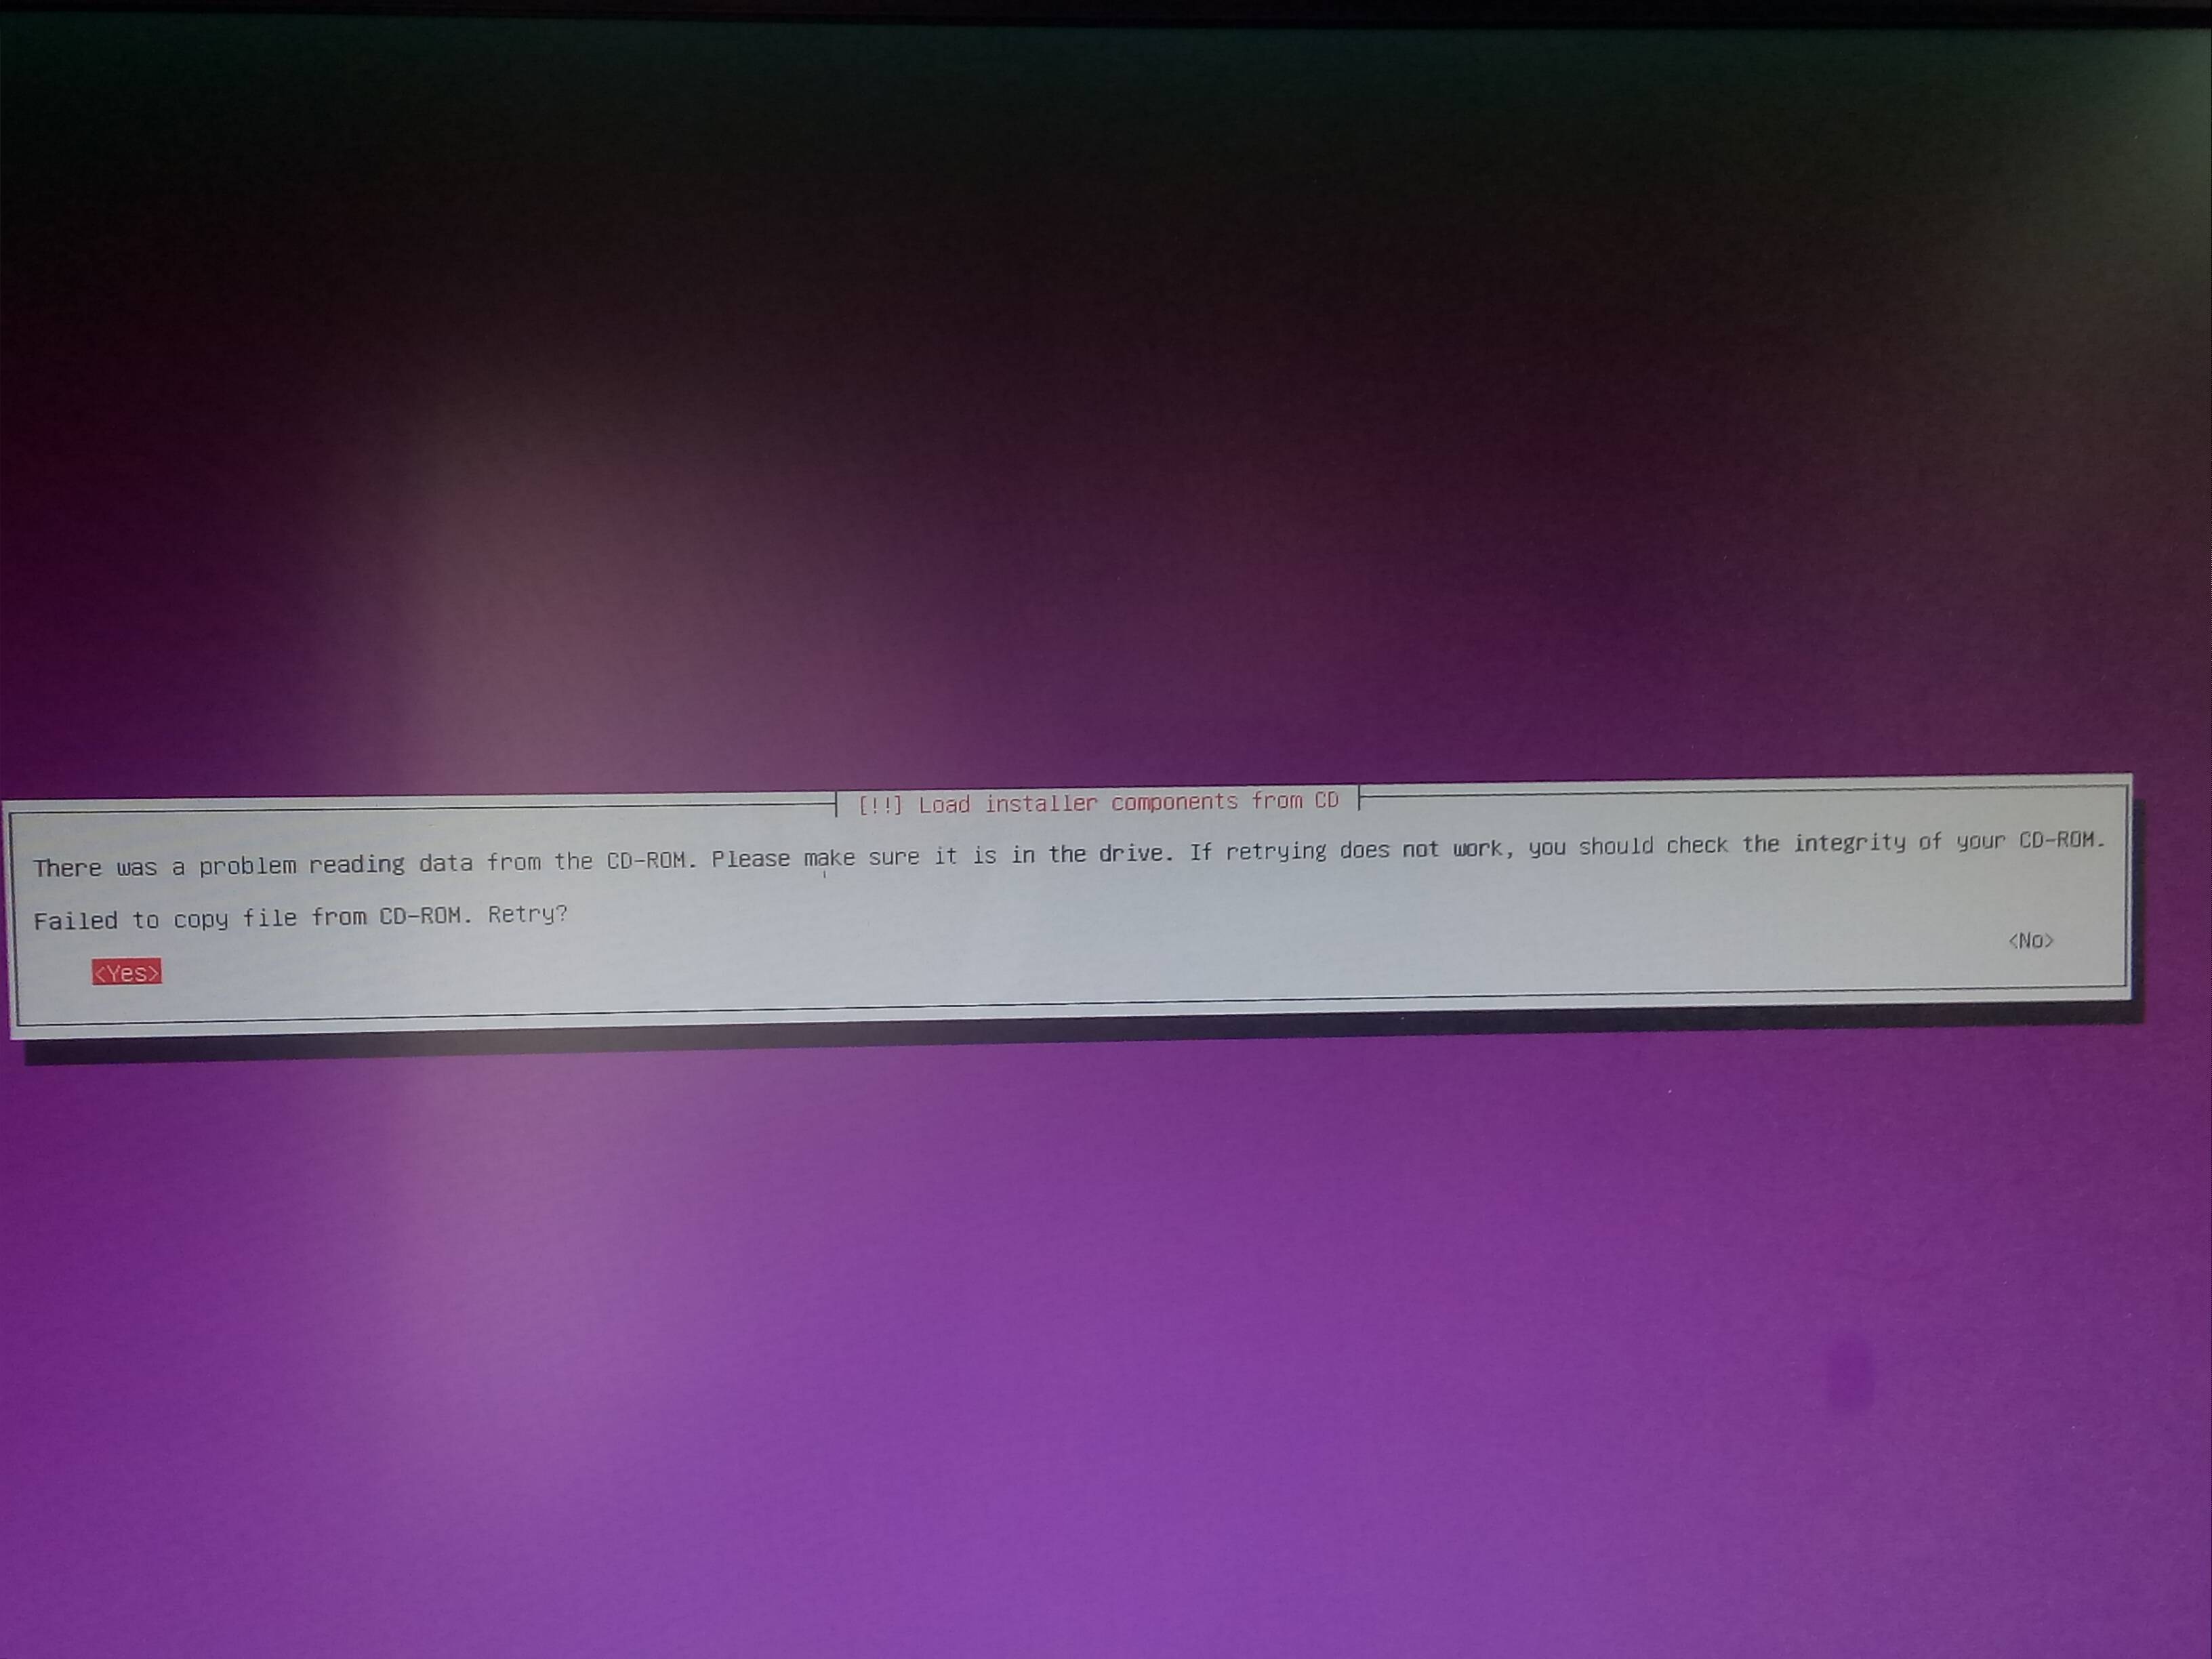 [!!] Load installer components from CD
There was a problem reading data from the CD-ROM. Please make sure it is in the drive. If retrying does not work, you should check the integrity of your CD-ROM.
Failed to copy file from CD-ROM. Retry?
<Yes> <No>